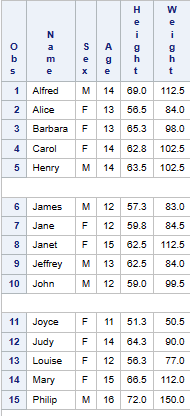 Obs Name Sex Age Height Weight
1 Alfred M 14 69.0 112.5
2 Alice F 13 56.5 84.0
3 Barbara F 13 65.3 98.0
4 Carol F 14 62.8 102.5
5 Henry M 14 63.5 102.5
6 James M 12 57.3 83.0
7 Jane F 12 59.8 84.5
8 Janet F 15 62.5 112.5
9 Jeffrey M 13 62.5 84.0
10 John M 12 59.0 99.5
11 Joyce F 11 51.3 50.5
12 Judy F 14 64.3 90.0
13 Louise F 12 56.3 77.0
14 Mary F 15 66.5 112.0
15 Philip M 16 72.0 150.0